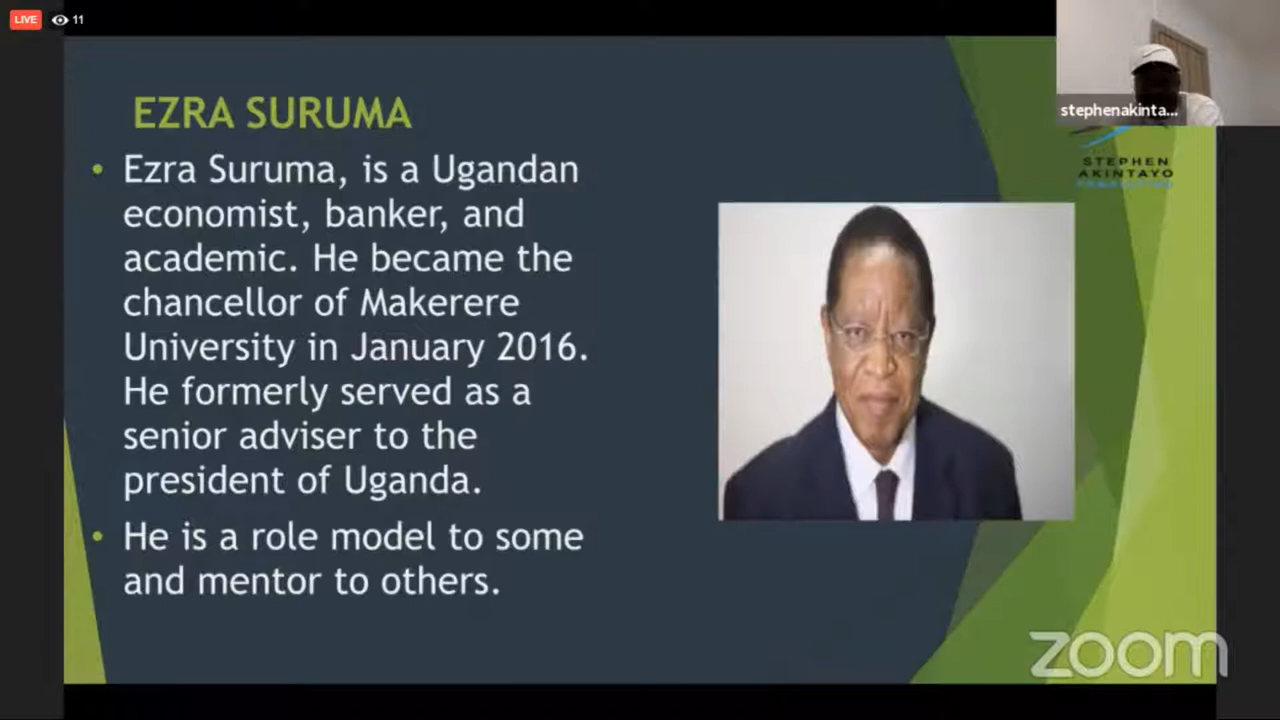 LIVE 11
EZRA SURUMA
• Ezra Suruma, is a Ugandan
economist, banker, and
academic. He became the
chancellor of Makerere
University in January 2016.
He formerly served as a
senior adviser to the
president of Uganda.
• He is a role model to some
and mentor to others.
stephenakinta...
STEPHEN
AKINTAYO
zoom